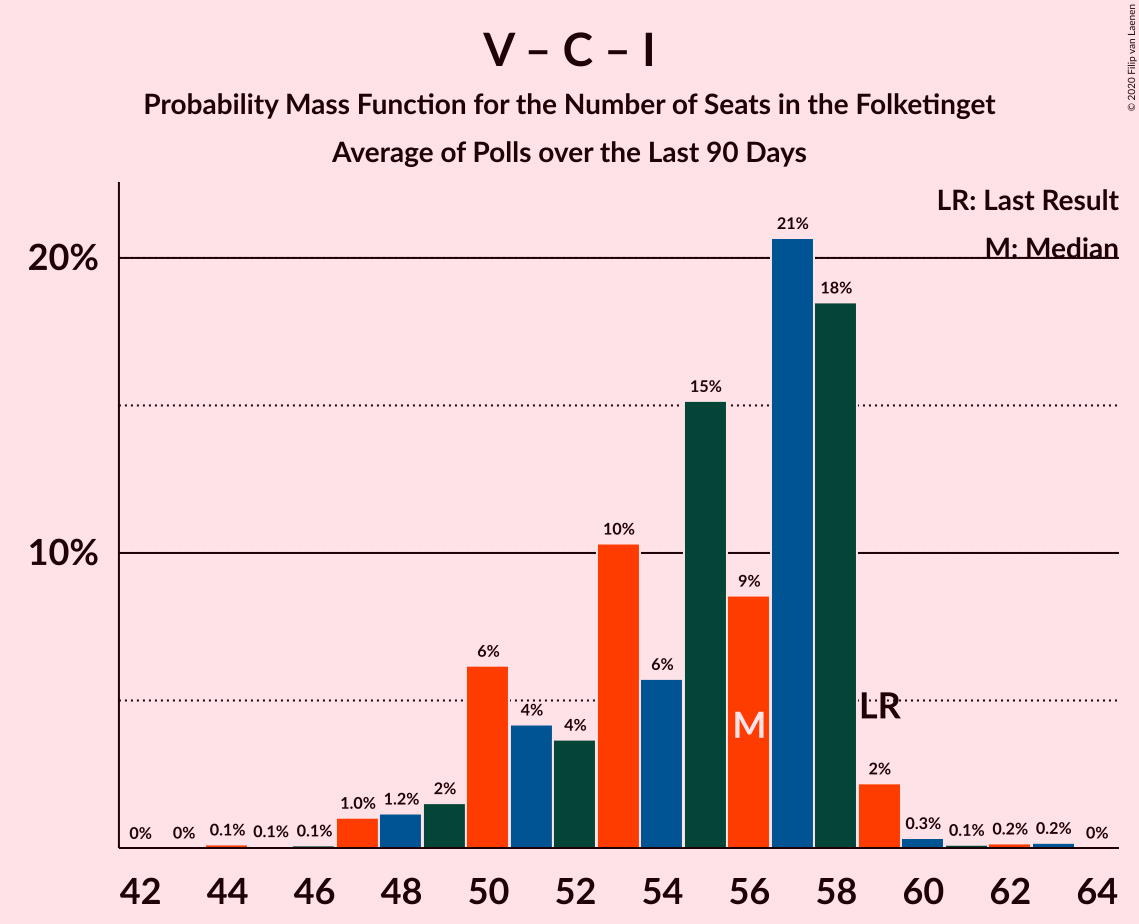 V – C – I
Probability Mass Function for the Number of Seats in the Folketinget
Average of Polls over the Last 90 Days
© 2020 Filip van Laenen
LR: Last Result
M: Median
20%
10%
0%
0%
0.1%
0.1%
0.1%
1.0%
1.2%
2%
6%
4%
4%
10%
6%
15%
9%
21%
18%
2%
0.3%
0.1%
0.2%
0.2%
0%
M
LR
42 44 46 48 50 52 54 56 58 60 62 64